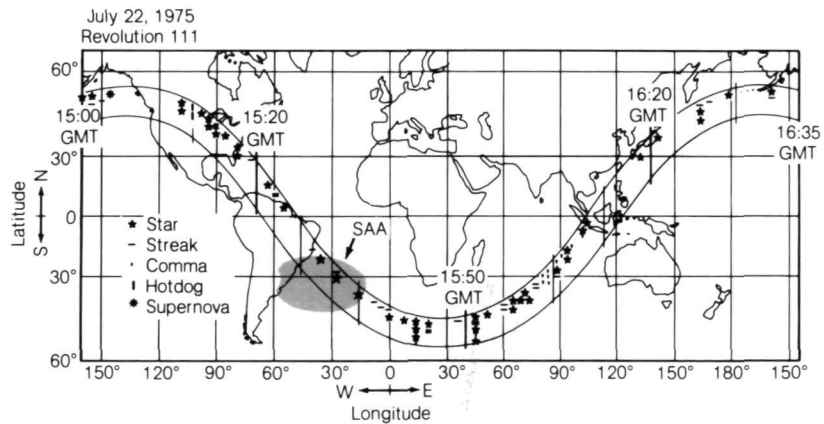 July 22, 1975
Revolution 111
60°
15:00
GMT
15:20
GMT
16:20
GMT
16:35
GMT
30°
0
30°
60°
Latitude
S N
Star
Streak
Comma
Hotdog
Supernova
SAA
15:50
GMT
150° 120° 90° 60° 30° 0 30° 60° 90° 120° 150°
W E
Longitude